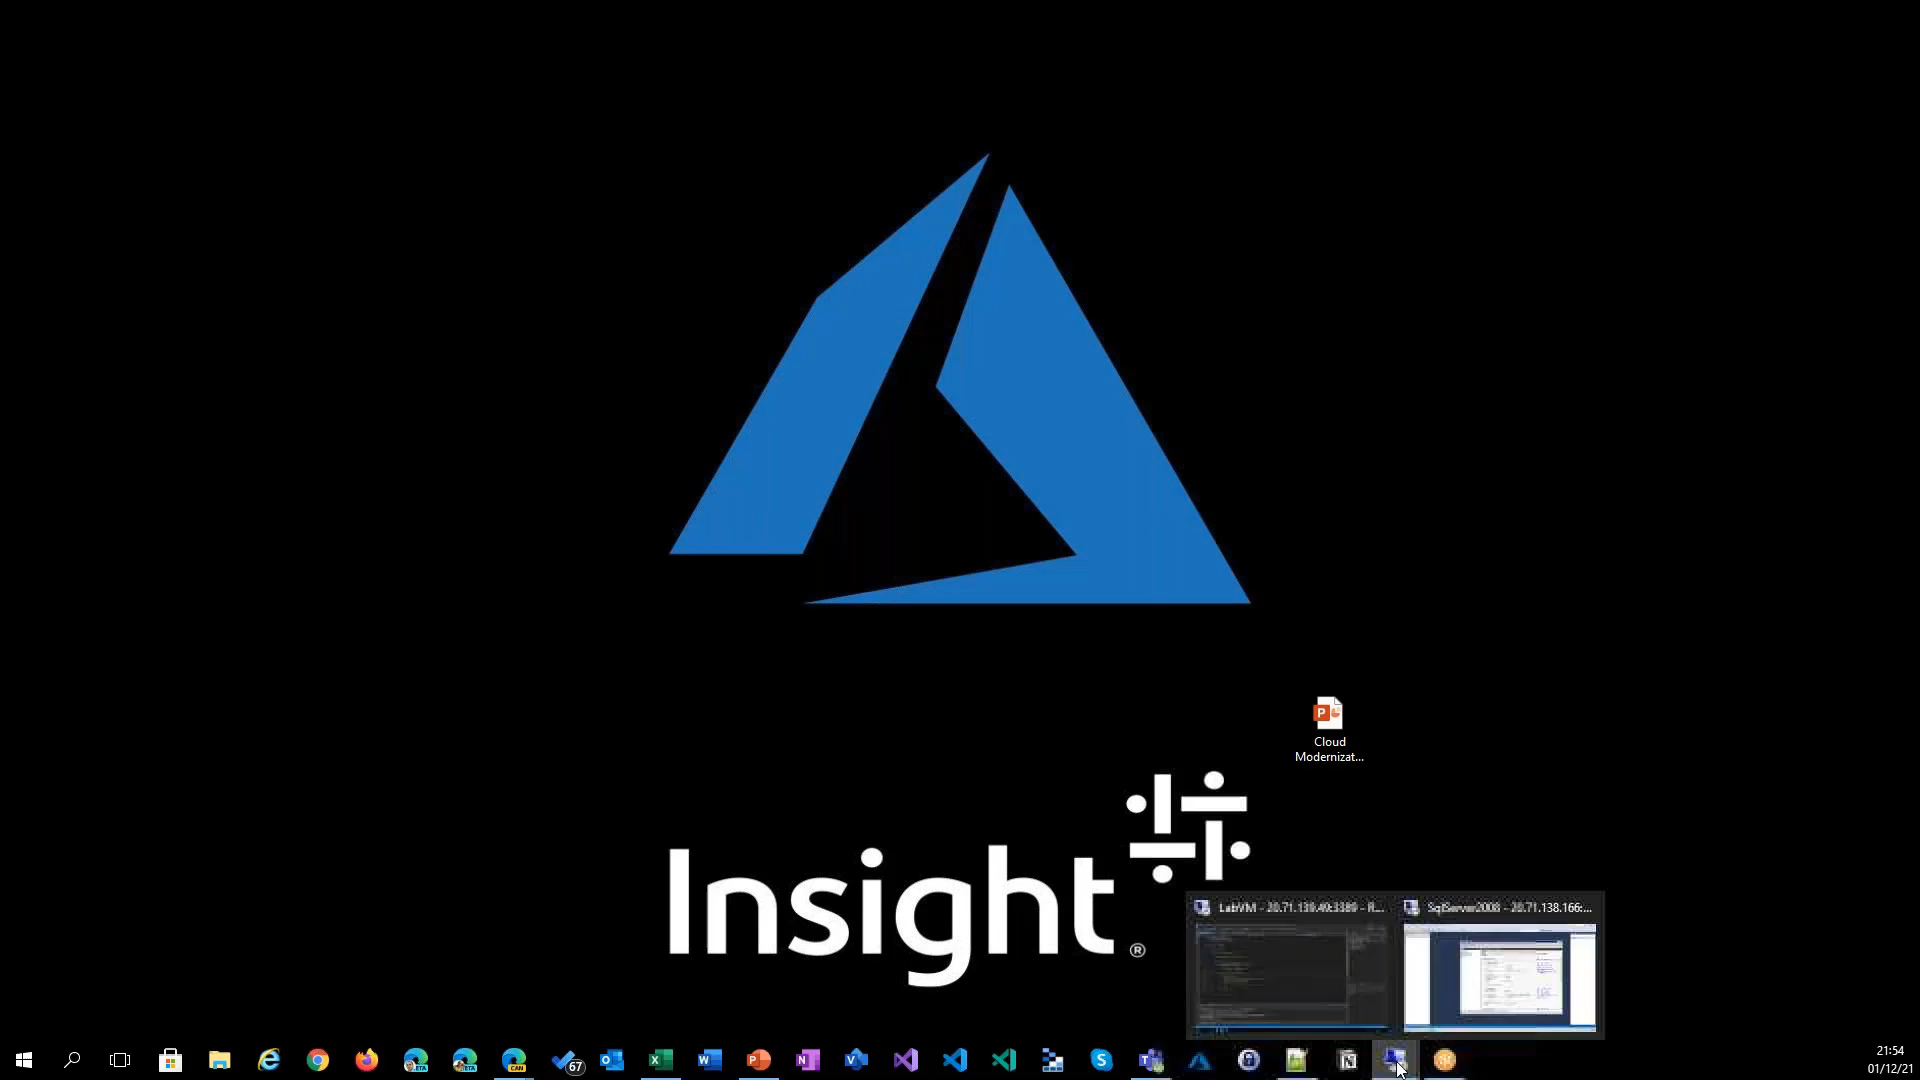 Cloud
Modernizat...
Insight®
LabVM - 20.71.139.49:3389 - R...
SqlServer2008 - 20.71.138.166:...
67
21:54
01/12/21